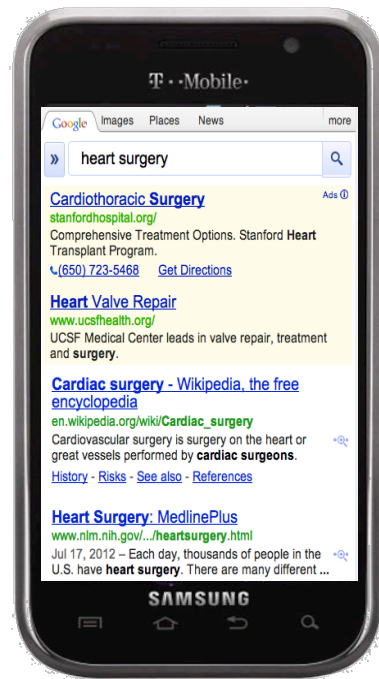 T··Mobile·
Google Images Places News more
» heart surgery
Cardiothoracic Surgery Ads
stanfordhospital.org/
Comprehensive Treatment Options. Stanford Heart
Transplant Program.
(650) 723-5468 Get Directions
Heart Valve Repair
www.ucsfhealth.org/
UCSF Medical Center leads in valve repair, treatment
and surgery.
Cardiac surgery - Wikipedia, the free
encyclopedia
en.wikipedia.org/wiki/Cardiac_surgery
Cardiovascular surgery is surgery on the heart or
great vessels performed by cardiac surgeons.
History - Risks - See also - References
Heart Surgery: MedlinePlus
www.nlm.nih.gov/.../heartsurgery.html
Jul 17, 2012 – Each day, thousands of people in the
U.S. have heart surgery. There are many different ...
SAMSUNG